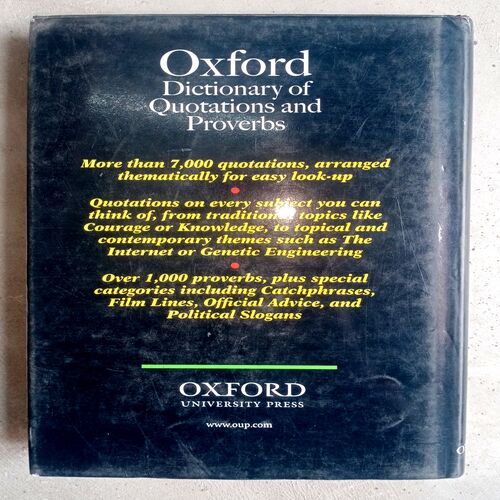 Oxford
Dictionary of
Quotations and
Proverbs
More than 7,000 quotations, arranged
thematically for easy look-up
Quotations on every subject you can
think of, from traditional topics like
Courage or Knowledge, to topical and
contemporary themes such as The
Internet or Genetic Engineering
Over 1,000 proverbs, plus special
categories including Catchphrases,
Film Lines, Official Advice, and
Political Slogans
OXFORD
UNIVERSITY PRESS
www.oup.com